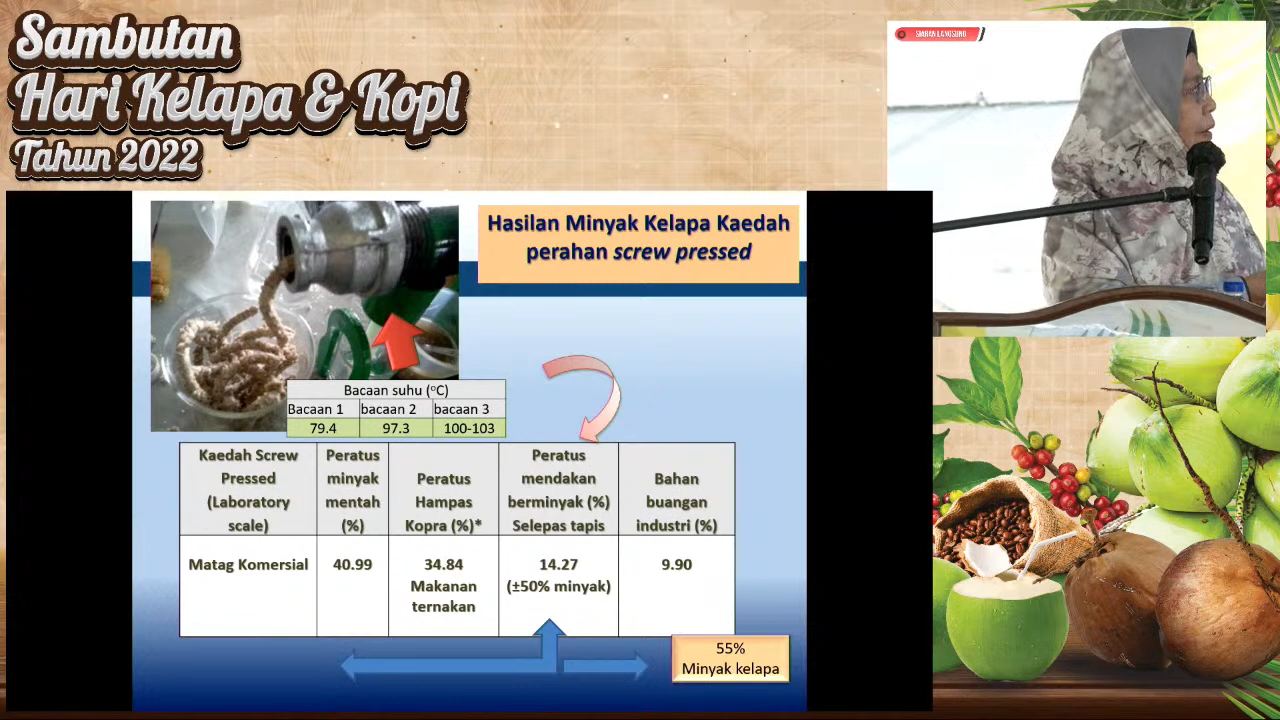 Sambutan
Hari Kelapa & Kopi
Tahun 2022
SIARAN LANGSUNG
Hasilan Minyak Kelapa Kaedah
perahan screw pressed
Bacaan suhu (°C)
Bacaan 1 bacaan 2 bacaan 3
79.4 97.3 100-103
Kaedah Screw
Pressed
(Laboratory
scale)
Peratus
minyak
mentah
(%)
Peratus
Hampas
Kopra (%)*
Peratus
mendakan
berminyak (%)
Selepas tapis
Bahan
buangan
industri (%)
Matag Komersial
40.99
34.84
Makanan
ternakan
14.27
(±50% minyak)
9.90
55%
Minyak kelapa